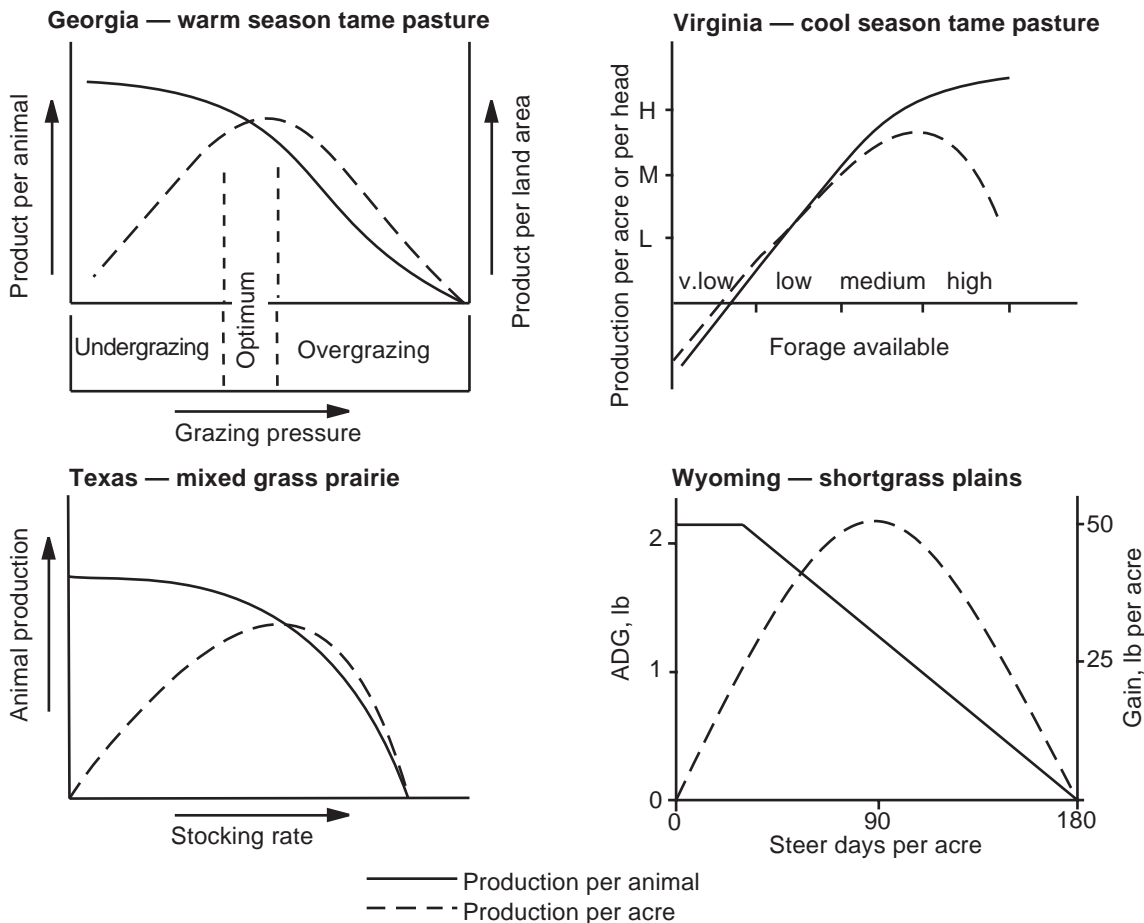 Georgia — warm season tame pasture
Product per animal
Product per land area
Undergrazing
Optimum
Overgrazing
Grazing pressure
Virginia — cool season tame pasture
Production per acre or per head
H
M
L
v.low
low
medium
high
Forage available
Texas — mixed grass prairie
Animal production
Stocking rate
Wyoming — shortgrass plains
ADG, lb
2
1
0
50
25
Gain, lb per acre
0
90
180
Steer days per acre
Production per animal
Production per acre